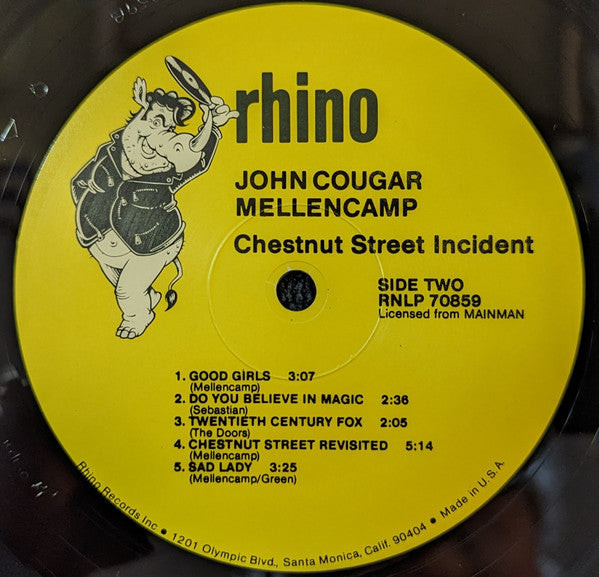 rhino
JOHN COUGAR
MELLENCAMP
Chestnut Street Incident
SIDE TWO
RNLP 70859
Licensed from MAINMAN
1. GOOD GIRLS 3:07
(Mellencamp)
2. DO YOU BELIEVE IN MAGIC 2:36
(Sebastian)
3. TWENTIETH CENTURY FOX 2:05
(The Doors)
4. CHESTNUT STREET REVISITED 5:14
(Mellencamp)
5. SAD LADY 3:25
(Mellencamp/Green)
Rhino Records Inc • 1201 Olympic Blvd., Santa Monica, Calif. 90404 • Made in U.S.A.